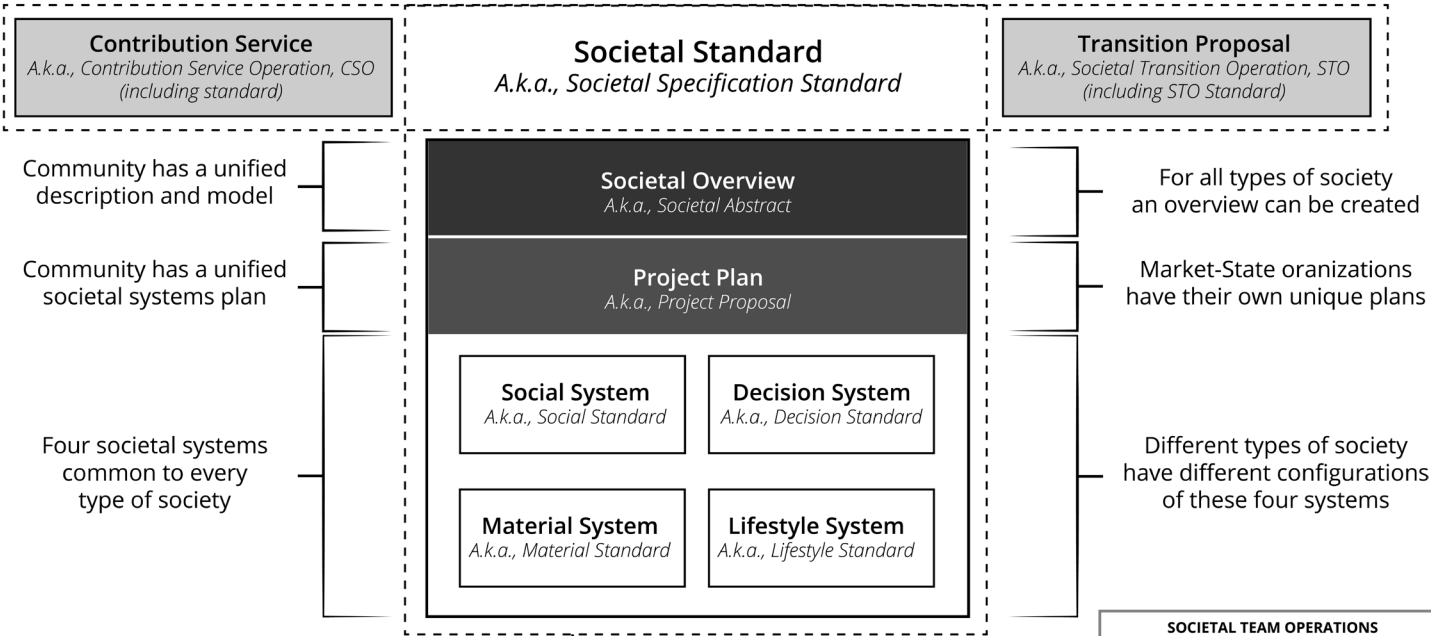 Contribution Service
A.k.a., Contribution Service Operation, CSO
(including standard)
Societal Standard
A.k.a., Societal Specification Standard
Transition Proposal
A.k.a., Societal Transition Operation, STO
(including STO Standard)
Community has a unified
description and model
Societal Overview
A.k.a., Societal Abstract
For all types of society
an overview can be created
Community has a unified
societal systems plan
Project Plan
A.k.a., Project Proposal
Market-State oranizations
have their own unique plans
Four societal systems
common to every
type of society
Social System
A.k.a., Social Standard
Decision System
A.k.a., Decision Standard
Material System
A.k.a., Material Standard
Lifestyle System
A.k.a., Lifestyle Standard
Different types of society
have different configurations
of these four systems
SOCIETAL TEAM OPERATIONS